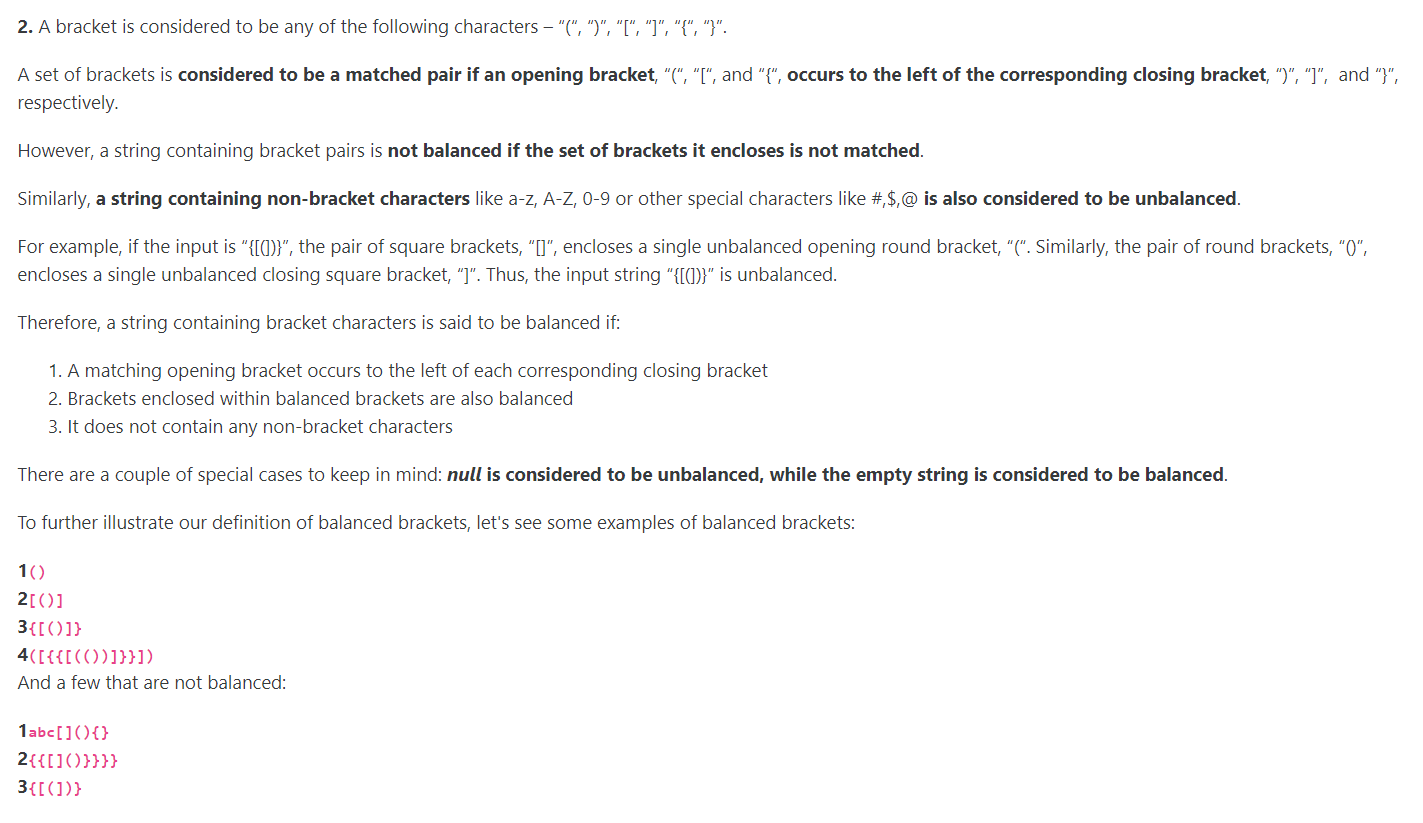 2. A bracket is considered to be any of the following characters – “(“, “)”, “[“, “]”, “{“, “}”.
A set of brackets is considered to be a matched pair if an opening bracket, “(“, “[“, and “{“, occurs to the left of the corresponding closing bracket, “)”, “]”,  and “}”,
respectively.
However, a string containing bracket pairs is not balanced if the set of brackets it encloses is not matched.
Similarly, a string containing non-bracket characters like a-z, A-Z, 0-9 or other special characters like #,$,@ is also considered to be unbalanced.
For example, if the input is “{[(])}”, the pair of square brackets, “[]”, encloses a single unbalanced opening round bracket, “(“. Similarly, the pair of round brackets, “()”,
encloses a single unbalanced closing square bracket, “]”. Thus, the input string “{[(])}” is unbalanced.
Therefore, a string containing bracket characters is said to be balanced if:
1. A matching opening bracket occurs to the left of each corresponding closing bracket
2. Brackets enclosed within balanced brackets are also balanced
3. It does not contain any non-bracket characters
There are a couple of special cases to keep in mind: null is considered to be unbalanced, while the empty string is considered to be balanced.
To further illustrate our definition of balanced brackets, let's see some examples of balanced brackets:
1()
2[()]
3{[()]}
4([{{[(())]}}])
And a few that are not balanced:
1abc[](){}
2{{[]()}}}}
3{[(])}